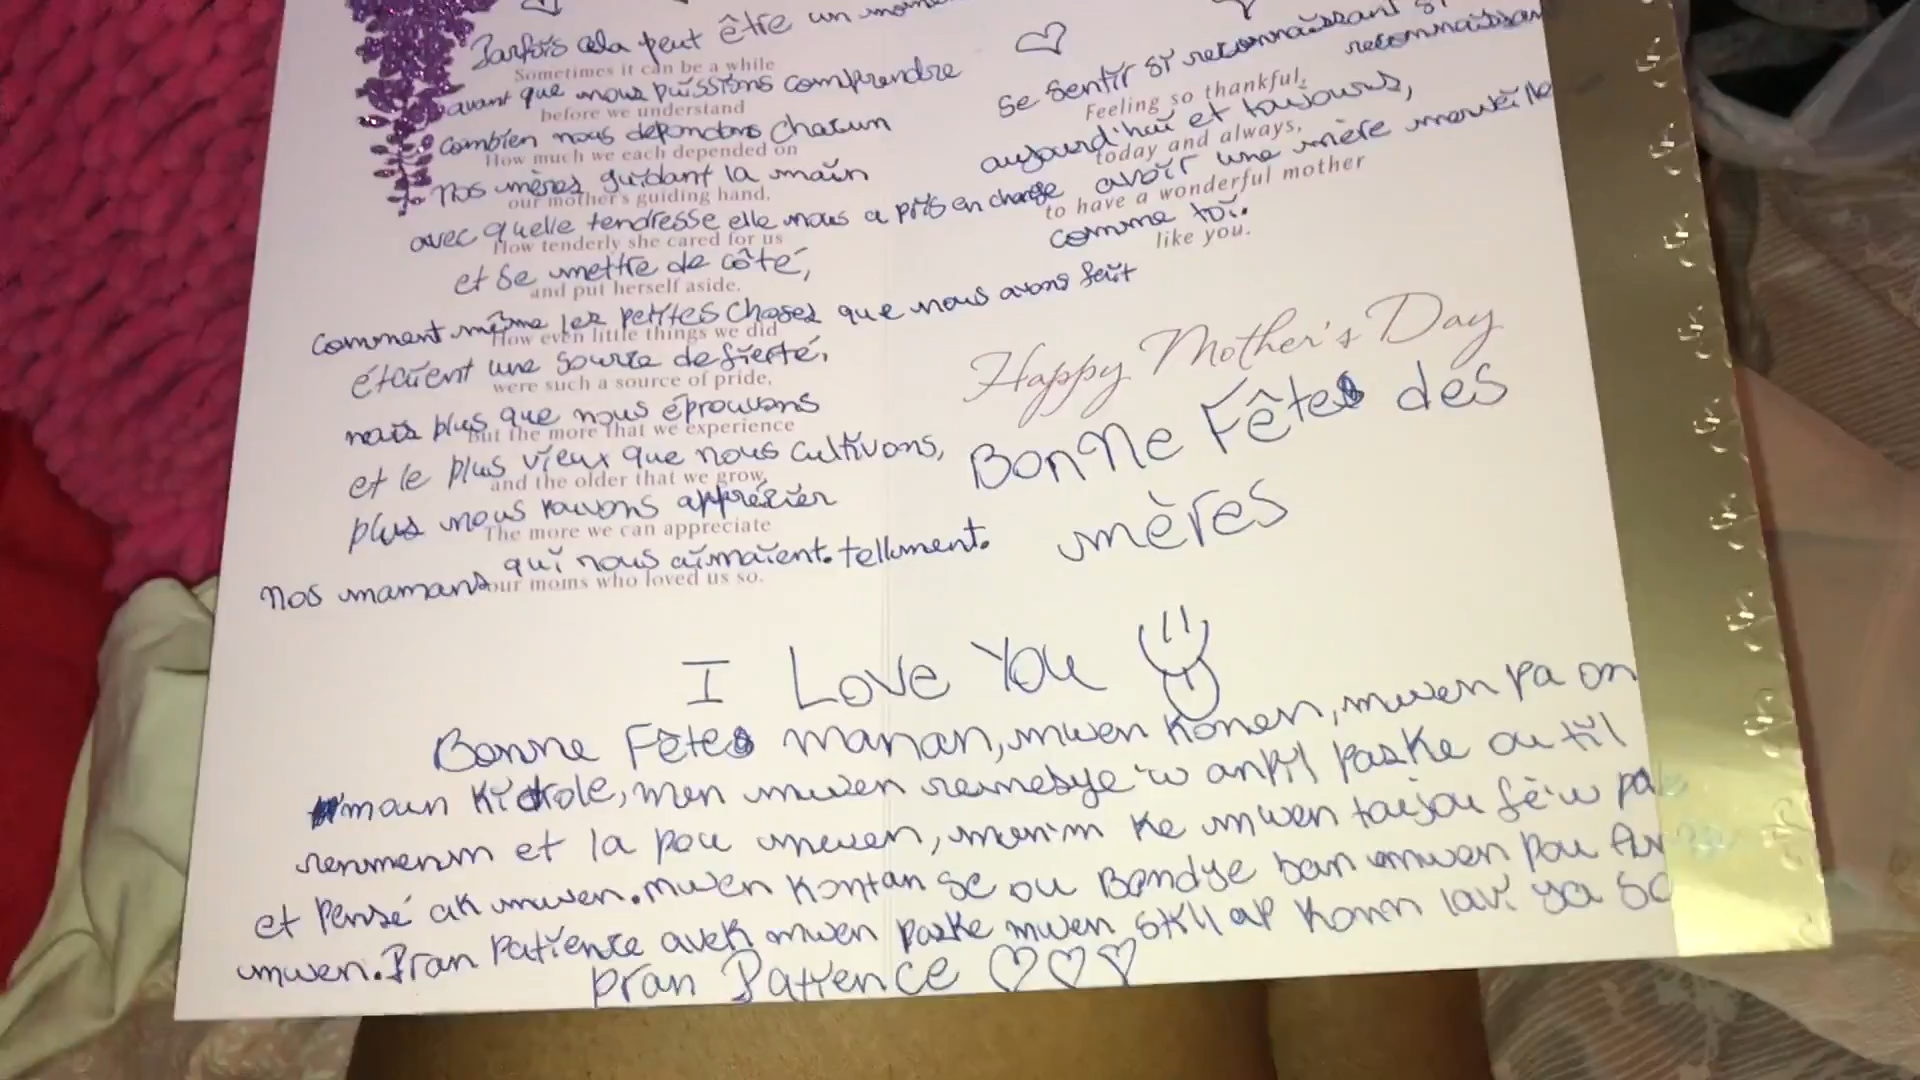 Parfois cela peut être un
Sometimes it can be a while
avant que nous puissions comprendre
before we understand
combien nous dependons chacun
How much we each depended on
Nos mères guidant la main
our mother's guiding hand.
avec quelle tendresse elle nous a pris en charge
How tenderly she cared for us
et se mettre de côté,
and put herself aside.
comment même les petites choses que nous avons fait
How even little things we did
étaient une source de fierté,
were such a source of pride,
mais plus que nous éprouvons
But the more that we experience
et le plus vieux que nous cultivons,
and the older that we grow,
plus nous pouvons apprécier
The more we can appreciate
qui nous aimaient. tellement.
Nos mamans our moms who loved us so.
se sentir si reconnaissant si
reconnaissan
Feeling so thankful,
aujourd'hui et toujours,
today and always,
avoir une mère
to have a wonderful mother
comme toi.
like you.
Happy Mother's Day
Bonne Fêtes des
mères
I Love You
Bonne Fêtes manan, mwen konen, mwen pa on
moun ki drole, men mwen remesye'w anpil paske ou til
renmenm et la pou mwen, menim ke mwen toujou fè'w pal
et pensé ak mwen. Mwen kontan se ou Bondye ban mwen pou
mwen. Pran patience avek mwen paske mwen still ap konen lavi ya so
pran Patience